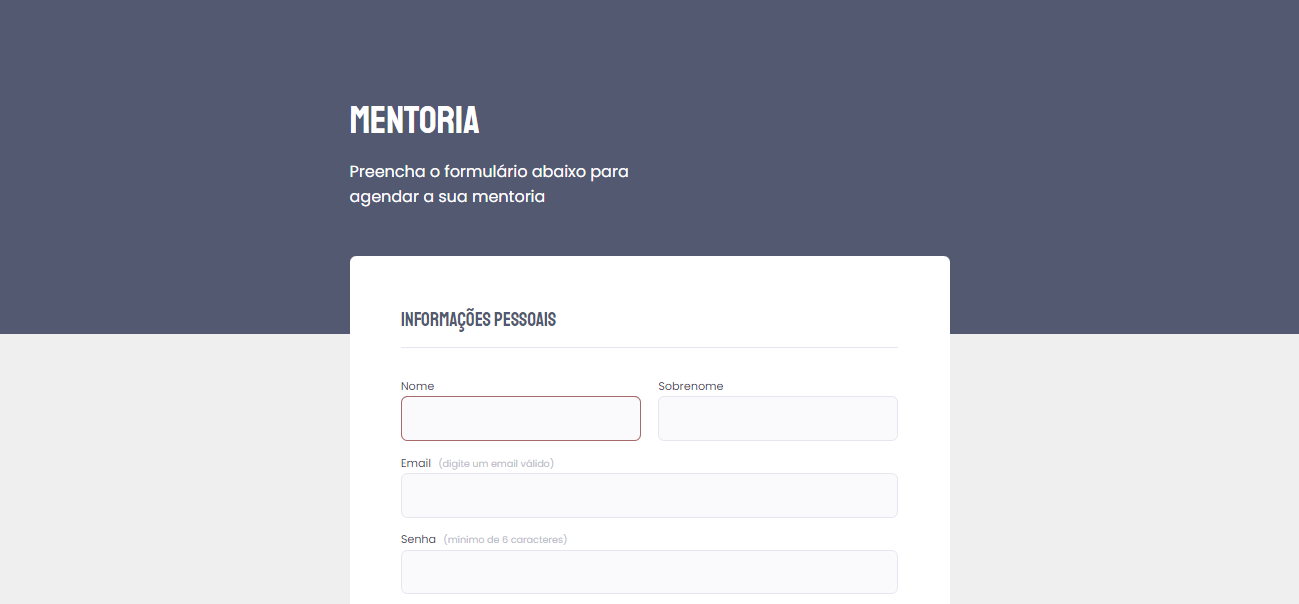 MENTORIA
Preencha o formulário abaixo para
agendar a sua mentoria
INFORMAÇÕES PESSOAIS
Nome
Sobrenome
Email (digite um email válido)
Senha (mínimo de 6 caracteres)